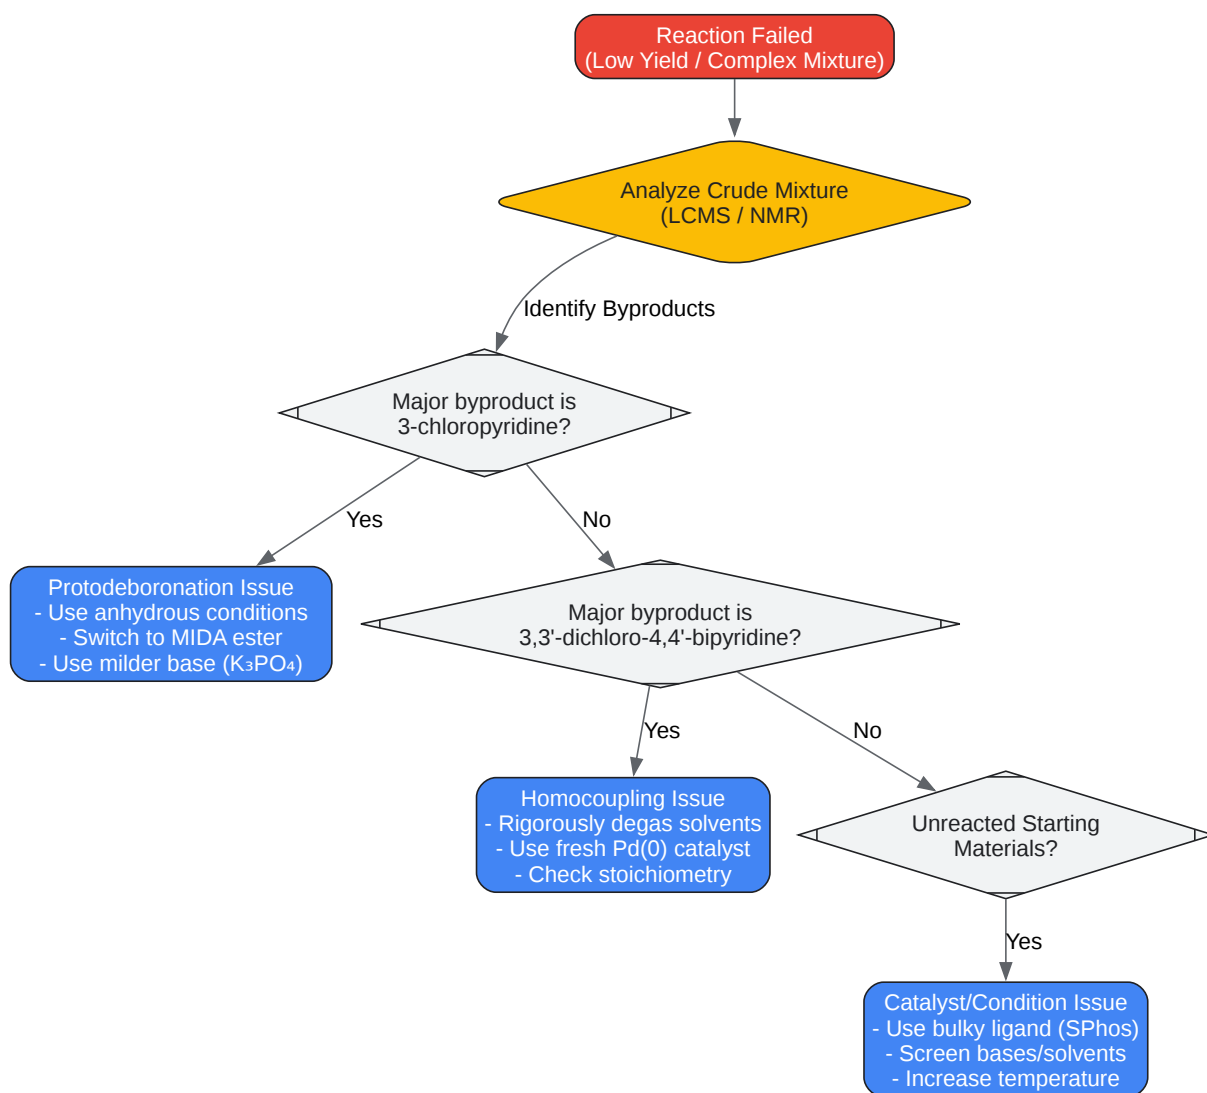 Reaction Failed
(Low Yield / Complex Mixture)
Analyze Crude Mixture
(LCMS / NMR)
Identify Byproducts
Major byproduct is
3-chloropyridine?
Yes
No
Protodeboronation Issue
- Use anhydrous conditions
- Switch to MIDA ester
- Use milder base (K₃PO₄)
Major byproduct is
3,3'-dichloro-4,4'-bipyridine?
Yes
No
Homocoupling Issue
- Rigorously degas solvents
- Use fresh Pd(0) catalyst
- Check stoichiometry
Unreacted Starting
Materials?
Yes
Catalyst/Condition Issue
- Use bulky ligand (SPhos)
- Screen bases/solvents
- Increase temperature